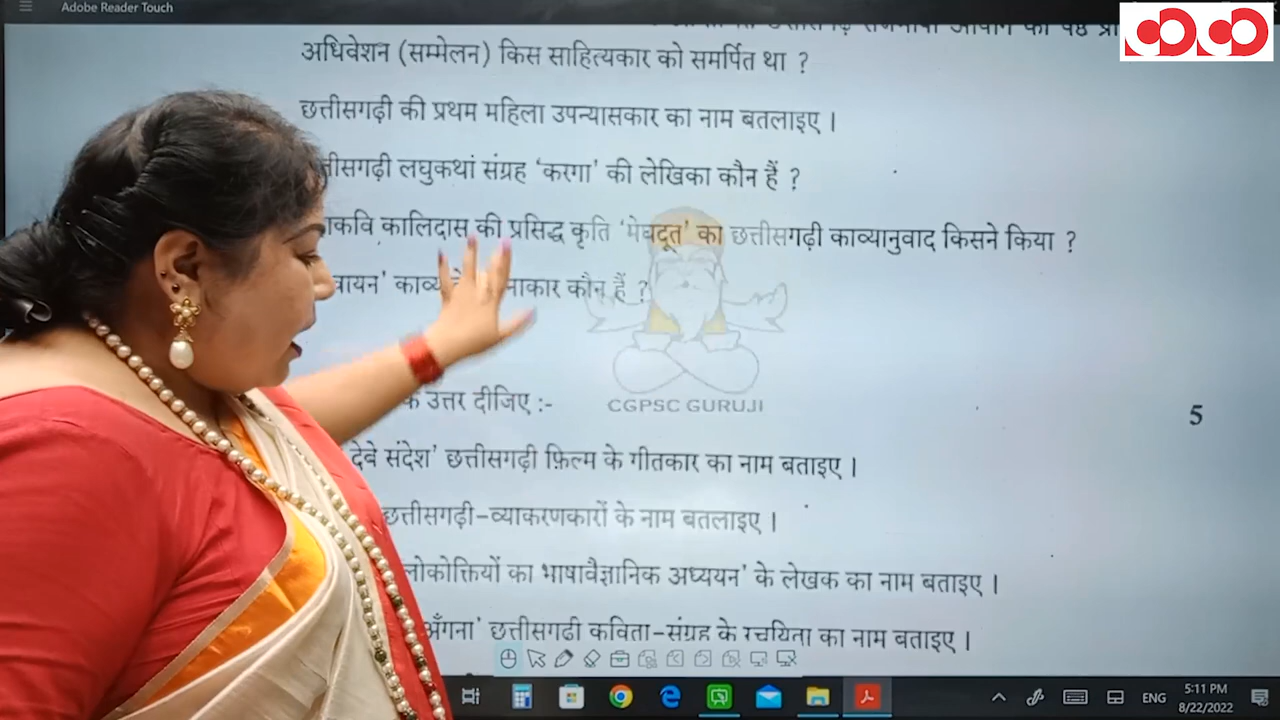 Adobe Reader Touch
अधिवेशन (सम्मेलन) किस साहित्यकार को समर्पित था ?
छत्तीसगढ़ी की प्रथम महिला उपन्यासकार का नाम बतलाइए ।
लघुकथां संग्रह ‘करगा’ की लेखिका कौन हैं ?
कालिदास की प्रसिद्ध कृति ‘मेघदूत’ का छत्तीसगढ़ी काव्यानुवाद किसने किया ?
कौन हैं ?
CGPSC GURUJI
उत्तर दीजिए :-
5
देवे संदेश’ छत्तीसगढ़ी फ़िल्म के गीतकार का नाम बताइए ।
छत्तीसगढ़ी-व्याकरणकारों के नाम बतलाइए ।
लोकोक्तियों का भाषावैज्ञानिक अध्ययन’ के लेखक का नाम बताइए ।
अँगना’ छत्तीसगढ़ी कविता-संग्रह के रचयिता का नाम बताइए ।
ENG
5:11 PM
8/22/2022